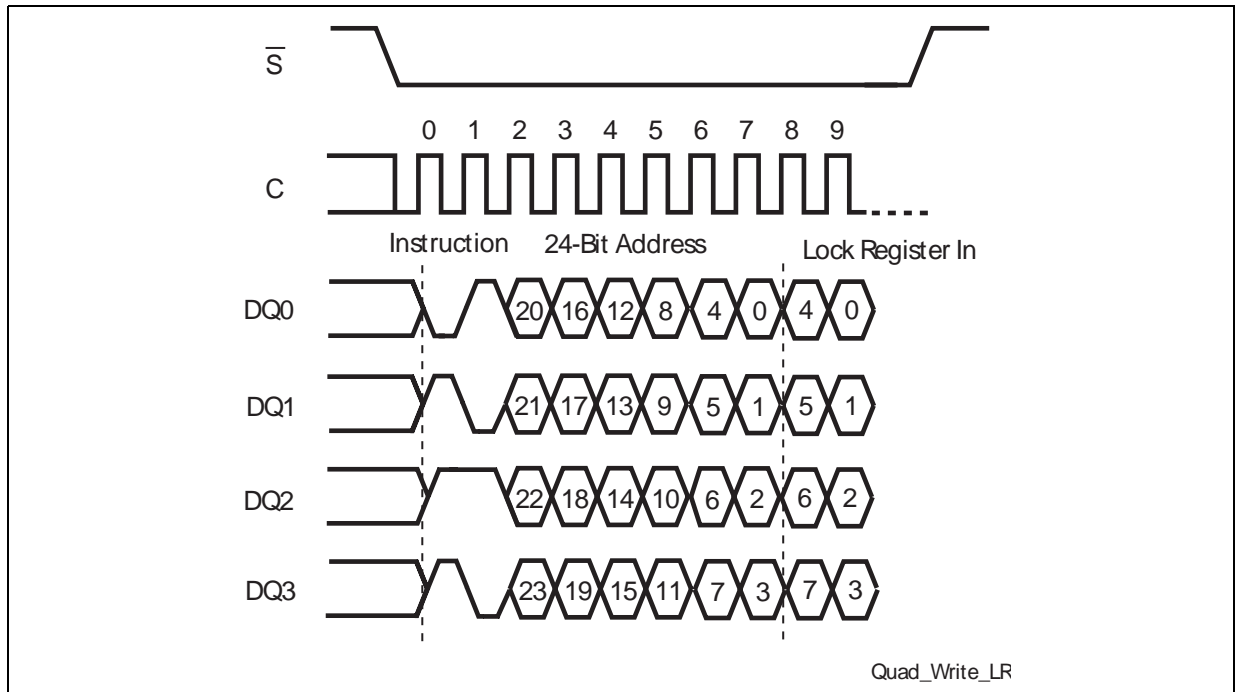 S
0 1 2 3 4 5 6 7 8 9
C
Instruction 24-Bit Address Lock Register In
DQ0 20 16 12 8 4 0 4 0
DQ1 21 17 13 9 5 1 5 1
DQ2 22 18 14 10 6 2 6 2
DQ3 23 19 15 11 7 3 7 3
Quad_Write_LR